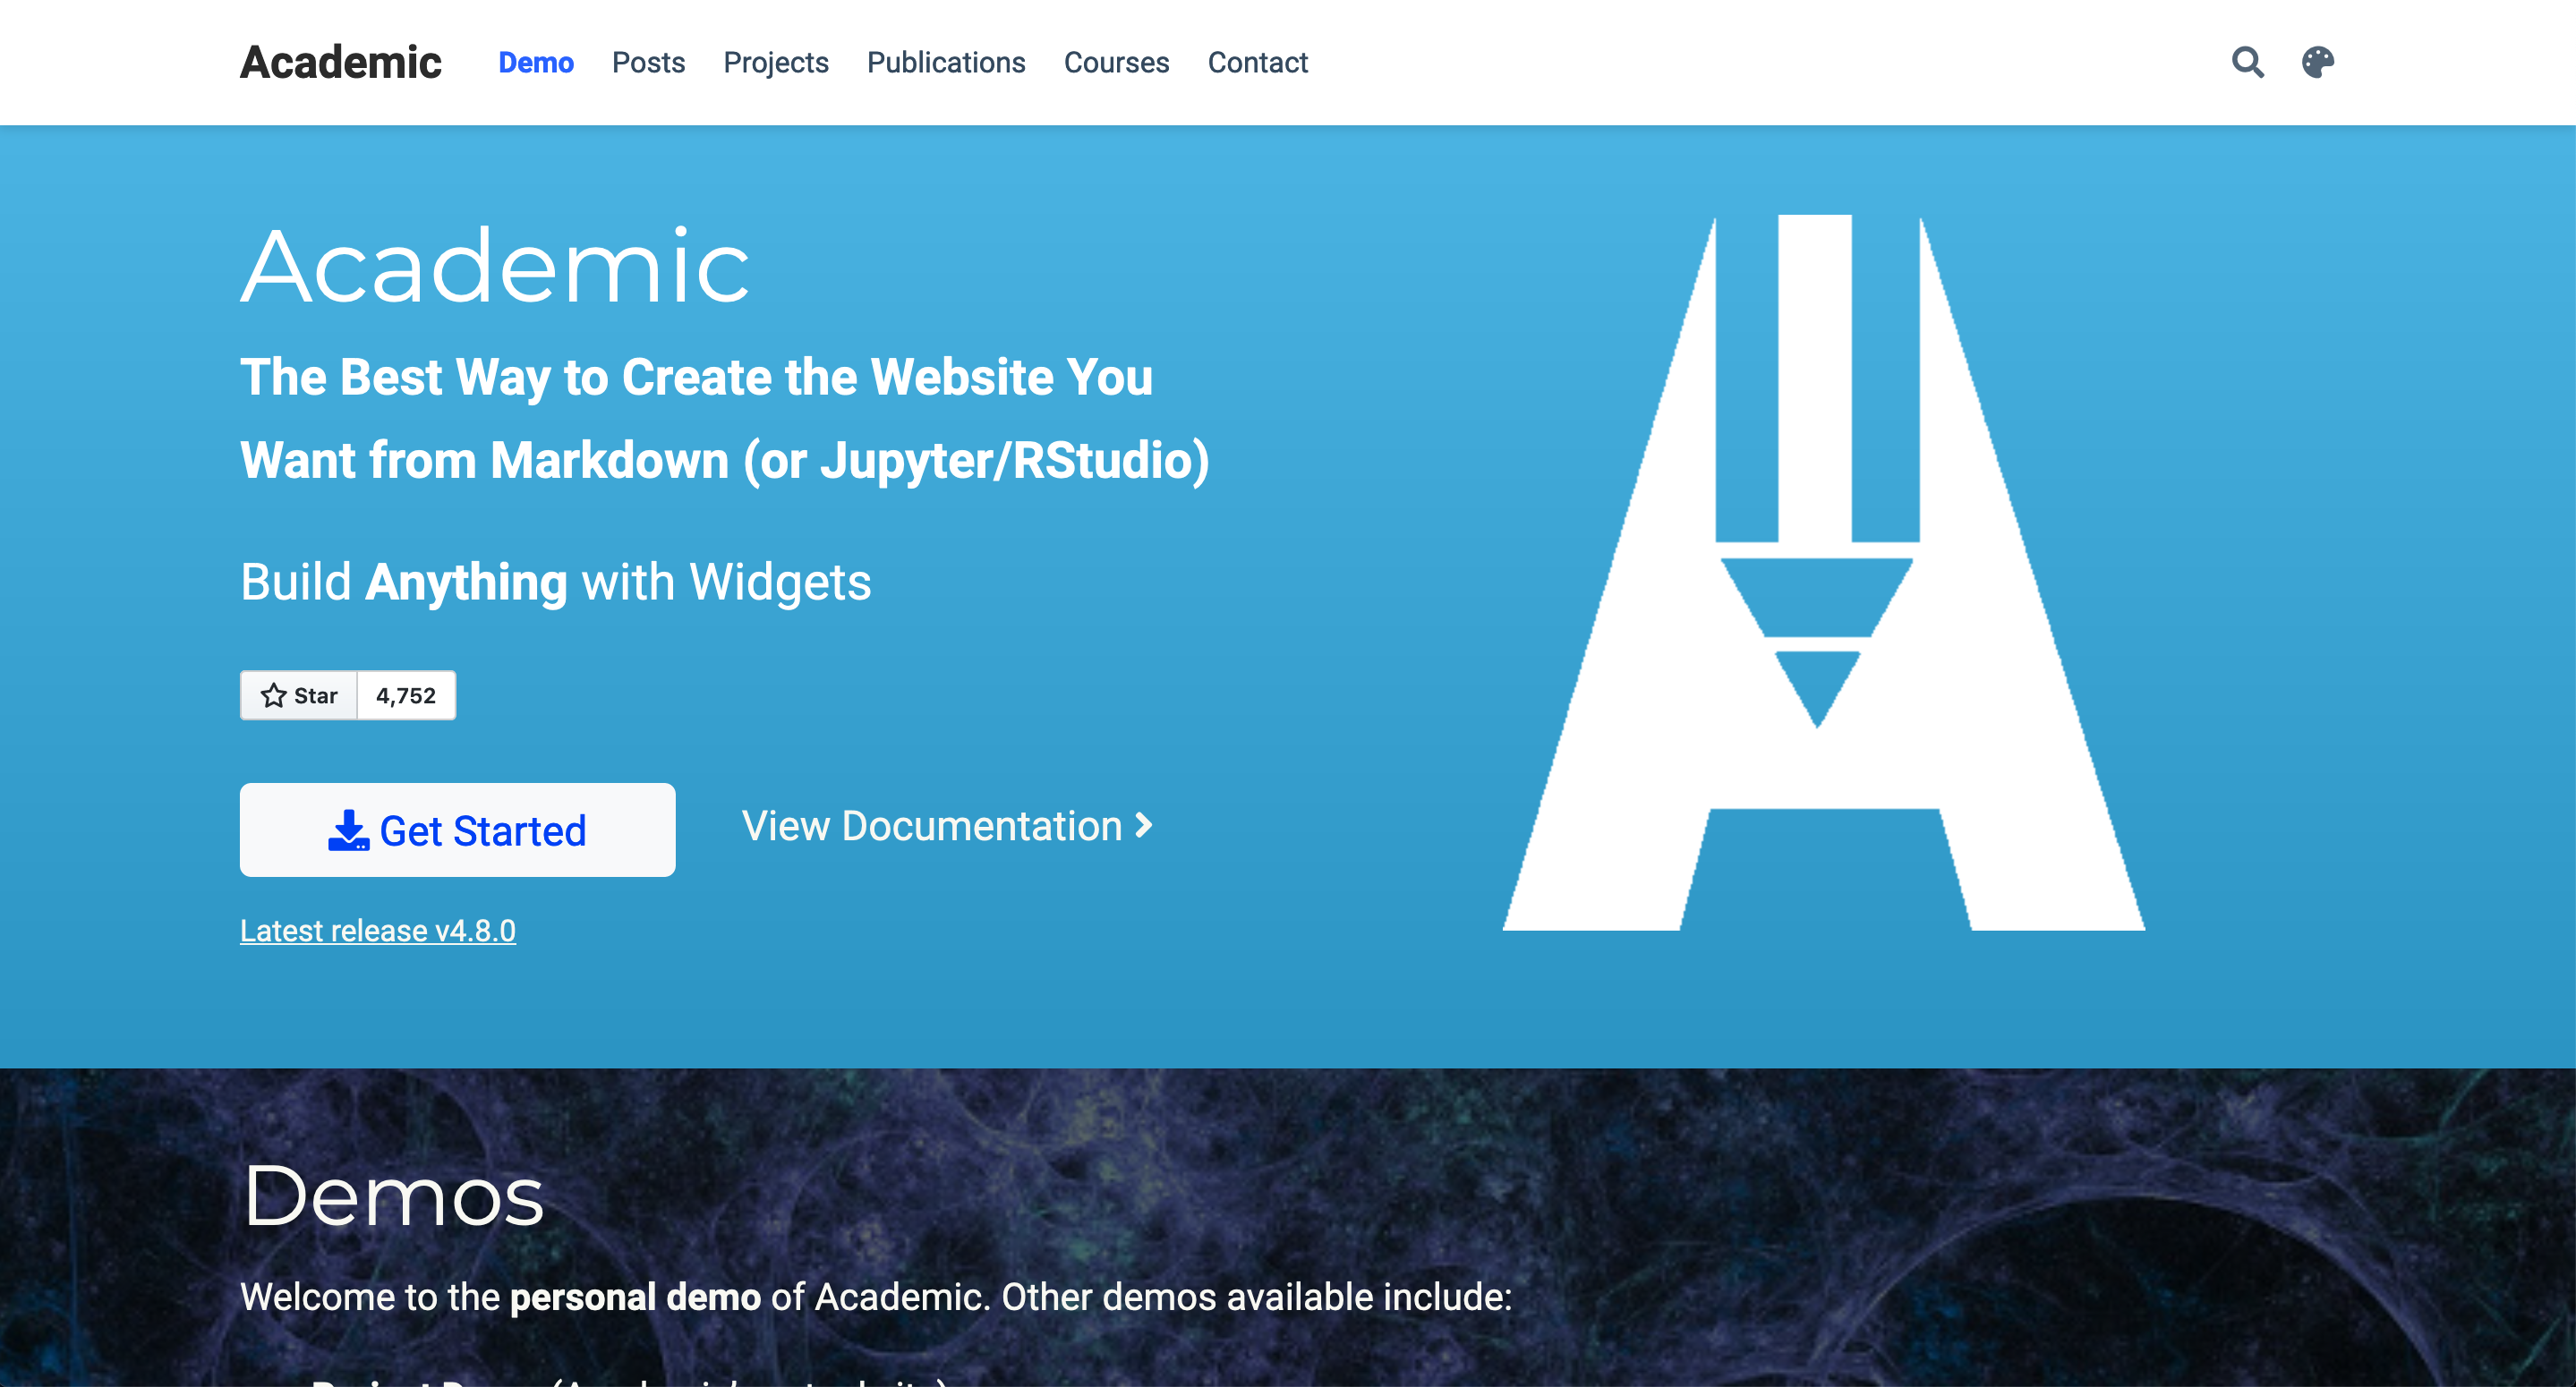 Academic Demo Posts Projects Publications Courses Contact
Academic
The Best Way to Create the Website You
Want from Markdown (or Jupyter/RStudio)
Build Anything with Widgets
Star 4,752
Get Started View Documentation
Latest release v4.8.0
Demos
Welcome to the personal demo of Academic. Other demos available include: